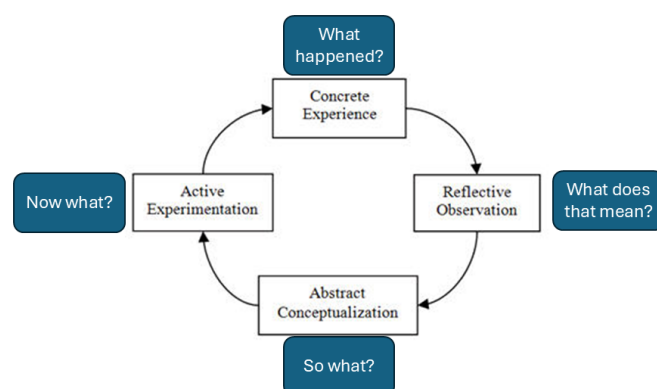 What
happened?
Concrete
Experience
Now what?
Active
Experimentation
Reflective
Observation
What does
that mean?
Abstract
Conceptualization
So what?